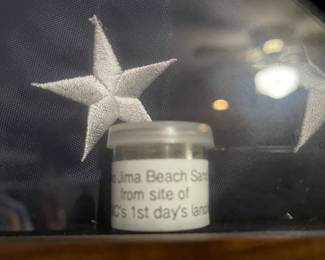 Jima Beach Sand
from site of
1st day's